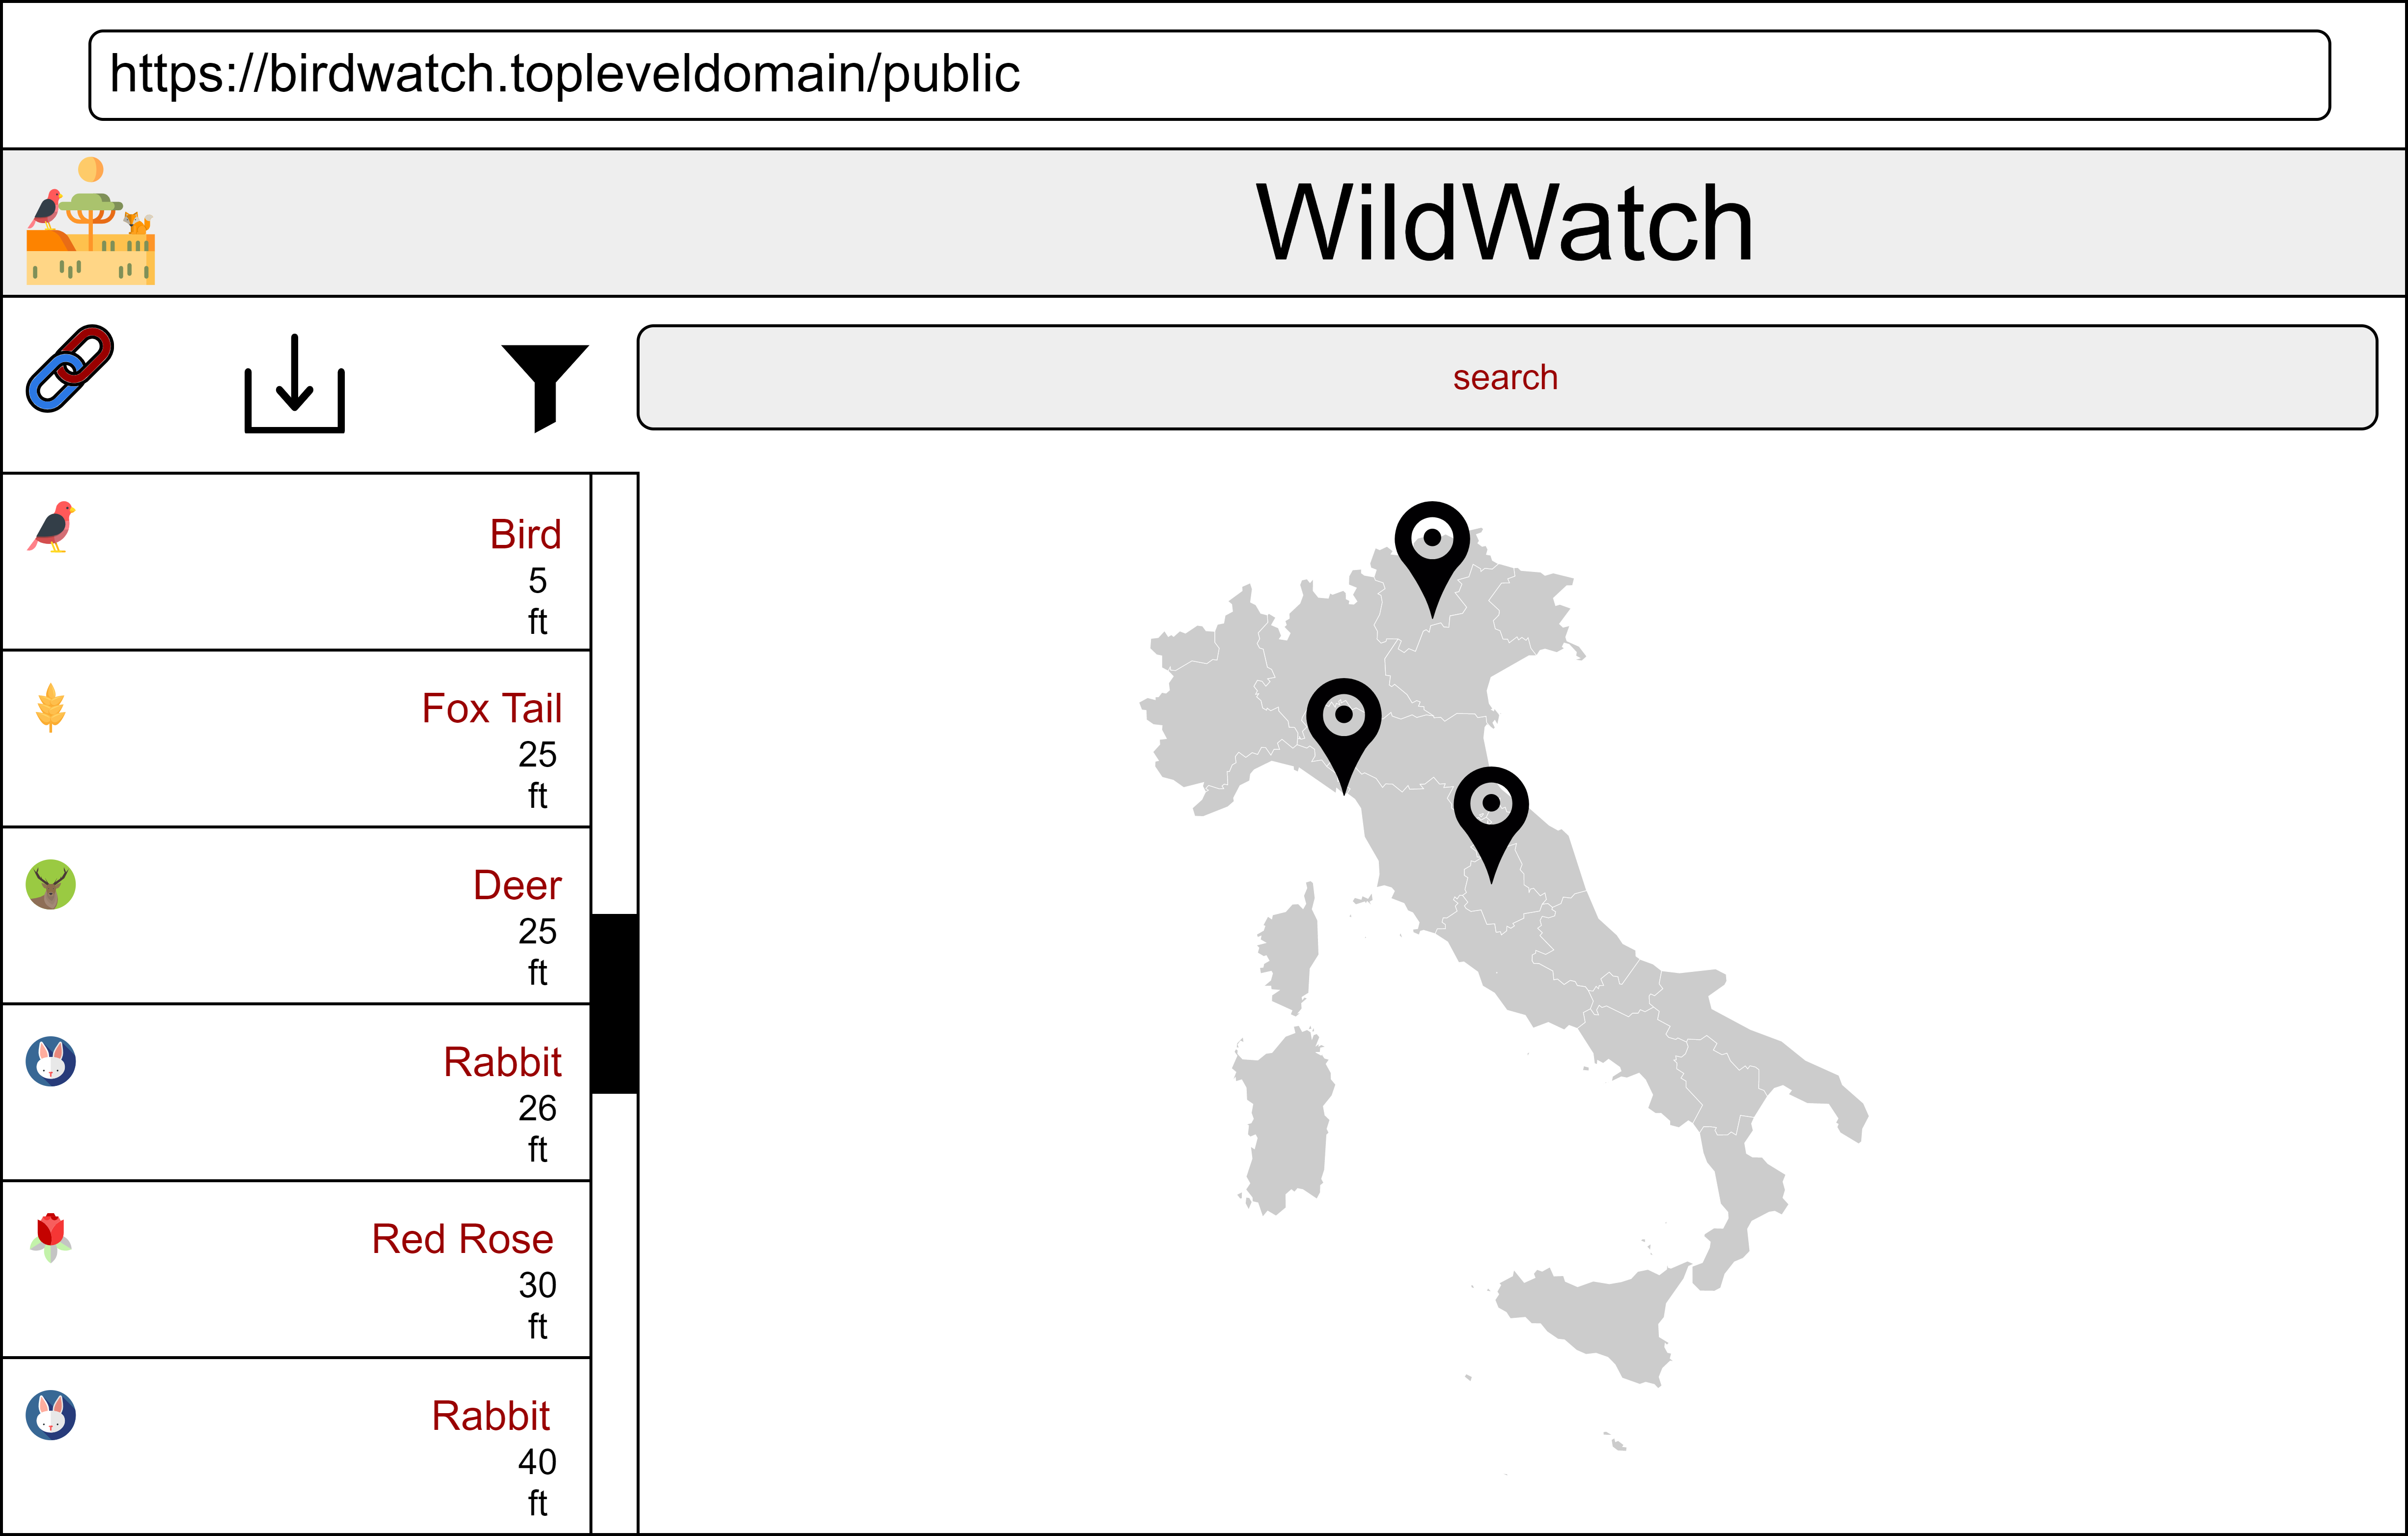 https://birdwatch.topleveldomain/public
WildWatch
search
Bird
5
ft
Fox Tail
25
ft
Deer
25
ft
Rabbit
26
ft
Red Rose
30
ft
Rabbit
40
ft